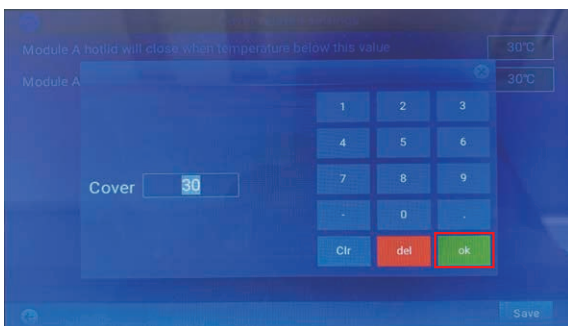 Module A hotlid will close when temperature below this value 30℃
Module A 30℃
1 2 3
4 5 6
Cover 30 7 8 9
- 0 .
Clr del ok
Save